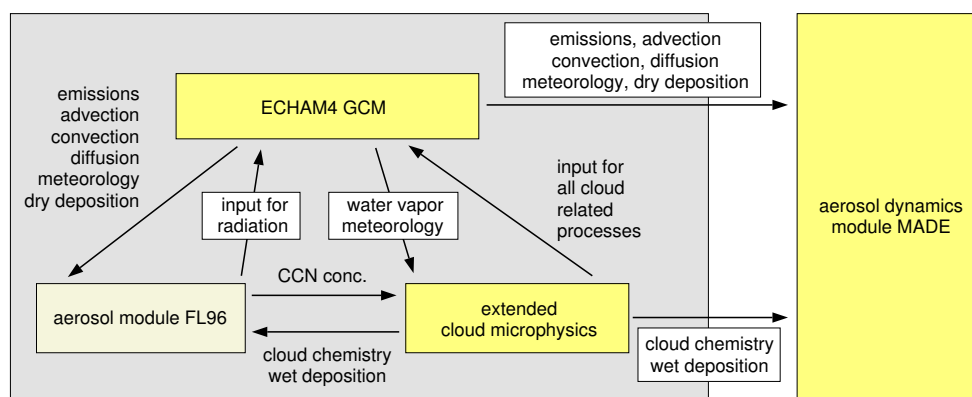 emissions, advection
convection, diffusion
meteorology, dry deposition
emissions
advection
convection
diffusion
meteorology
dry deposition
ECHAM4 GCM
input for
radiation
water vapor
meteorology
input for
all cloud
related
processes
aerosol dynamics
module MADE
CCN conc.
aerosol module FL96
extended
cloud microphysics
cloud chemistry
wet deposition
cloud chemistry
wet deposition